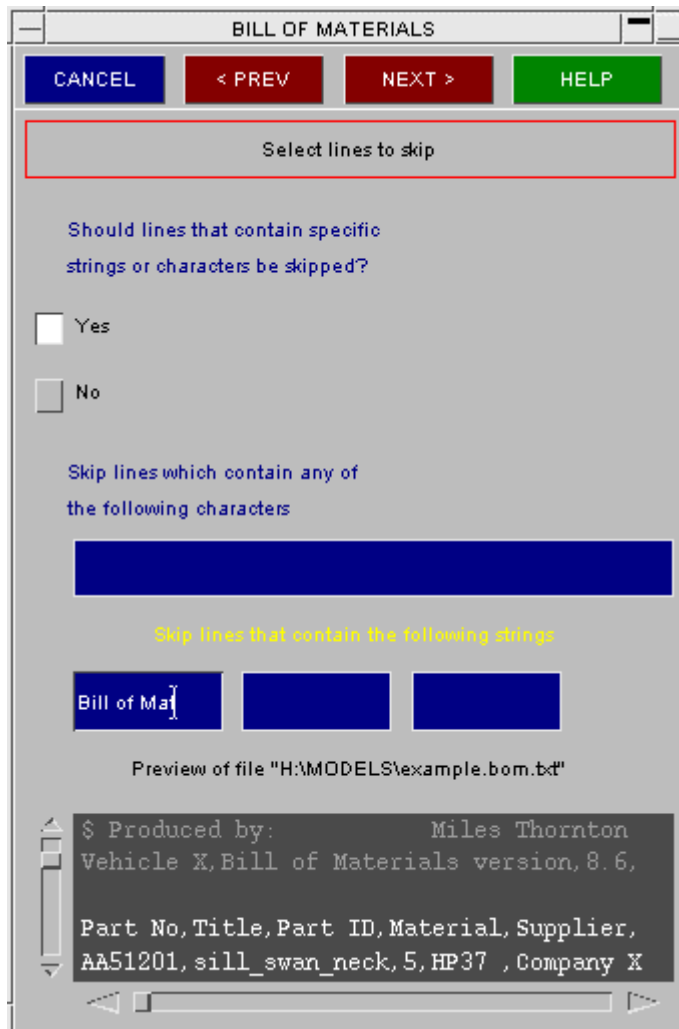 BILL OF MATERIALS
CANCEL < PREV NEXT > HELP
Select lines to skip
Should lines that contain specific
strings or characters be skipped?
Yes
No
Skip lines which contain any of
the following characters
Skip lines that contain the following strings
Bill of Mat
Preview of file "H:\MODELS\example.bom.txt"
$ Produced by: Miles Thornton
Vehicle X,Bill of Materials version,8.6,
Part No,Title,Part ID,Material,Supplier,
AA51201,sill_swan_neck,5,HP37 ,Company X